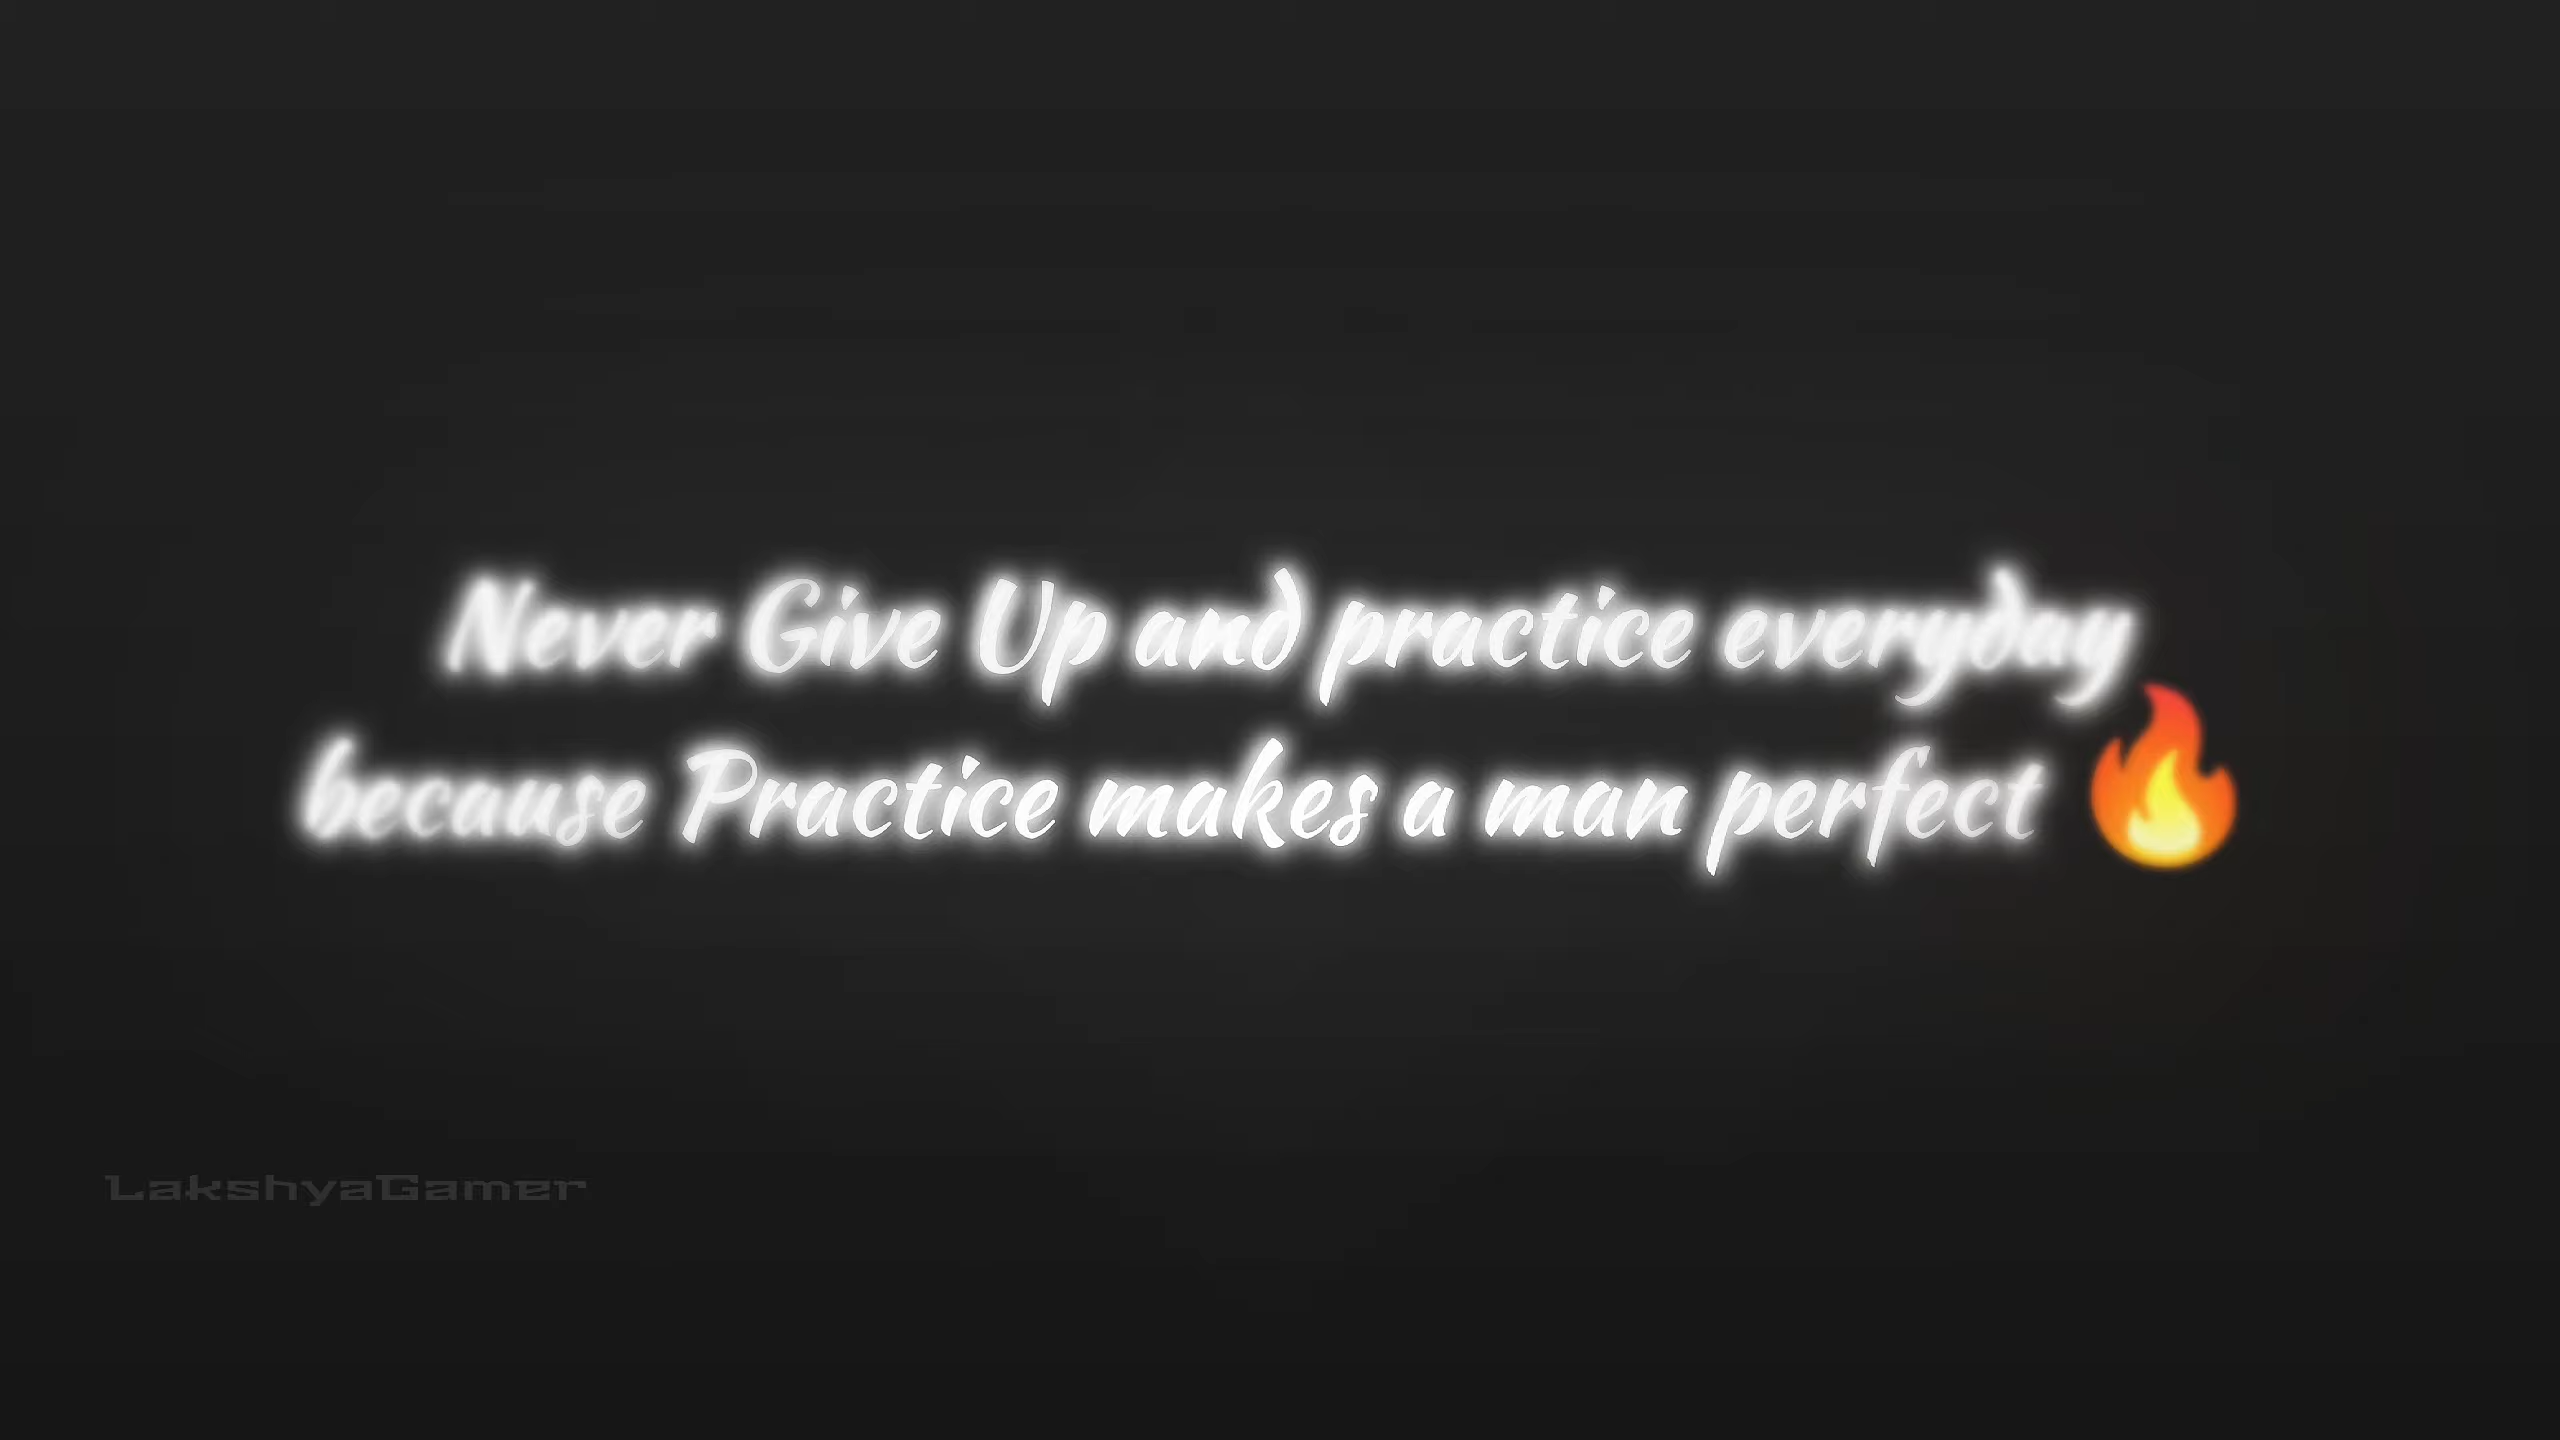 Never Give Up and practice everyday
because Practice makes a man perfect 🔥
LakshyaGamer